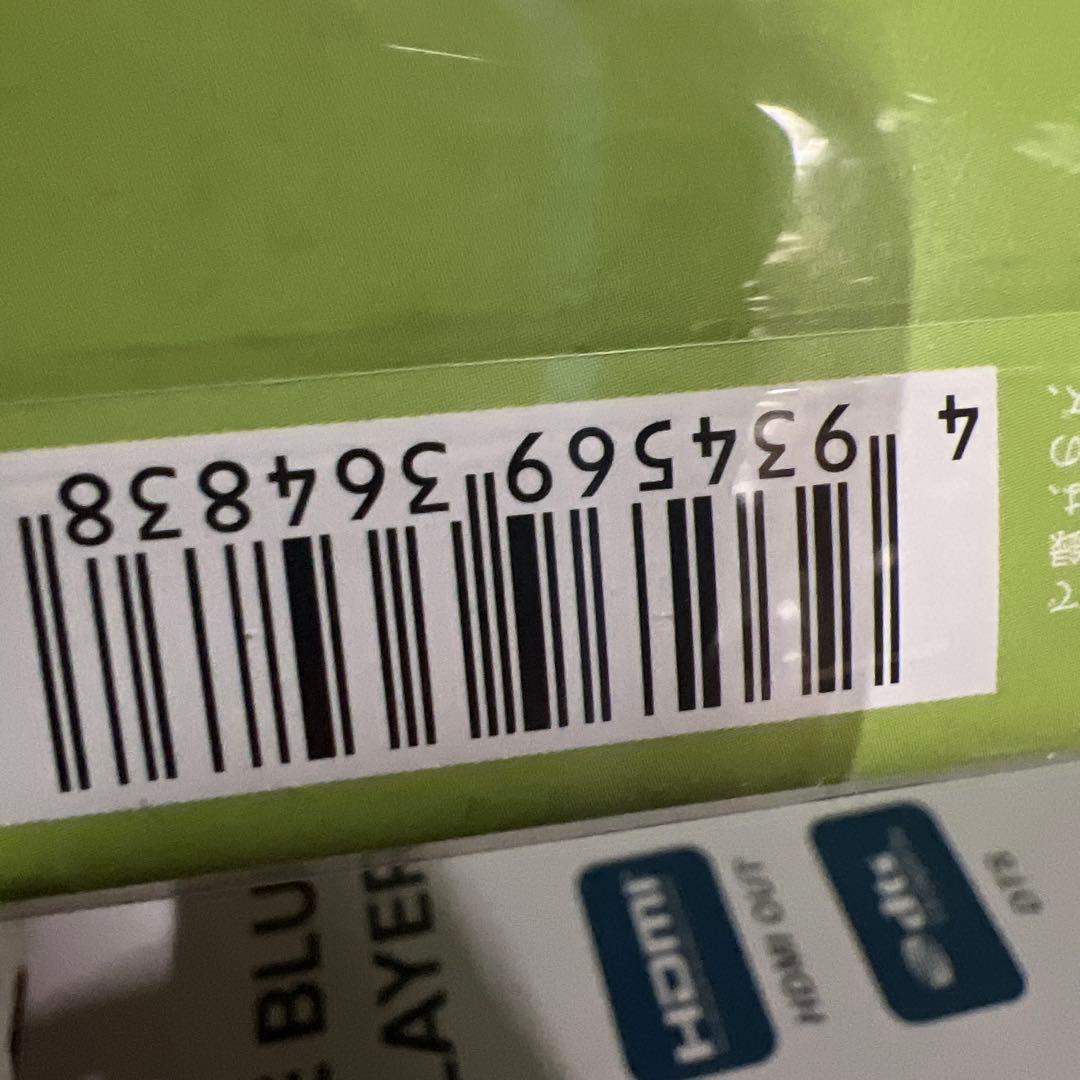 4 934569 364838
BLU
LAYER
HDMI
HDMI OUT
dts
DTS